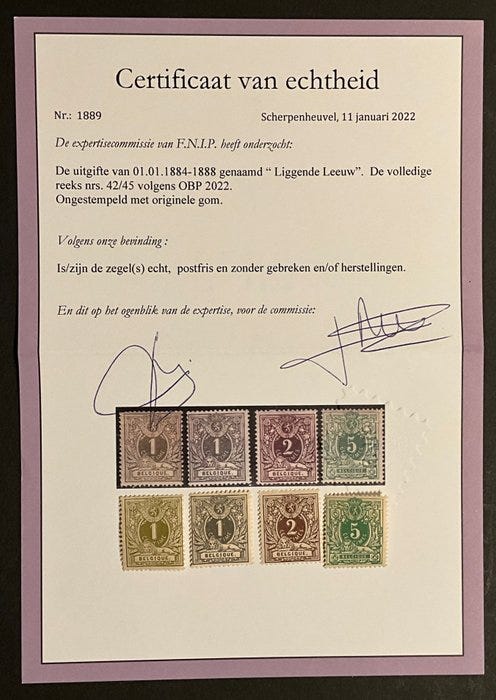 Certificaat van echtheid
Nr.: 1889 Scherpenheuvel, 11 januari 2022
De expertisecommissie van F.N.I.P. heeft onderzocht:
De uitgifte van 01.01.1884-1888 genaamd “ Liggende Leeuw”. De volledige
reeks nrs. 42/45 volgens OBP 2022.
Ongestempeld met originele gom.
Volgens onze bevinding :
Is/zijn de zegel(s) echt, postfris en zonder gebreken en/of herstellingen.
En dit op het ogenblik van de expertise, voor de commissie:
1 1 2 5
BELGIQUE BELGIQUE BELGIQUE BELGIQUE
1 1 2 5
BELGIQUE BELGIQUE BELGIQUE BELGIQUE